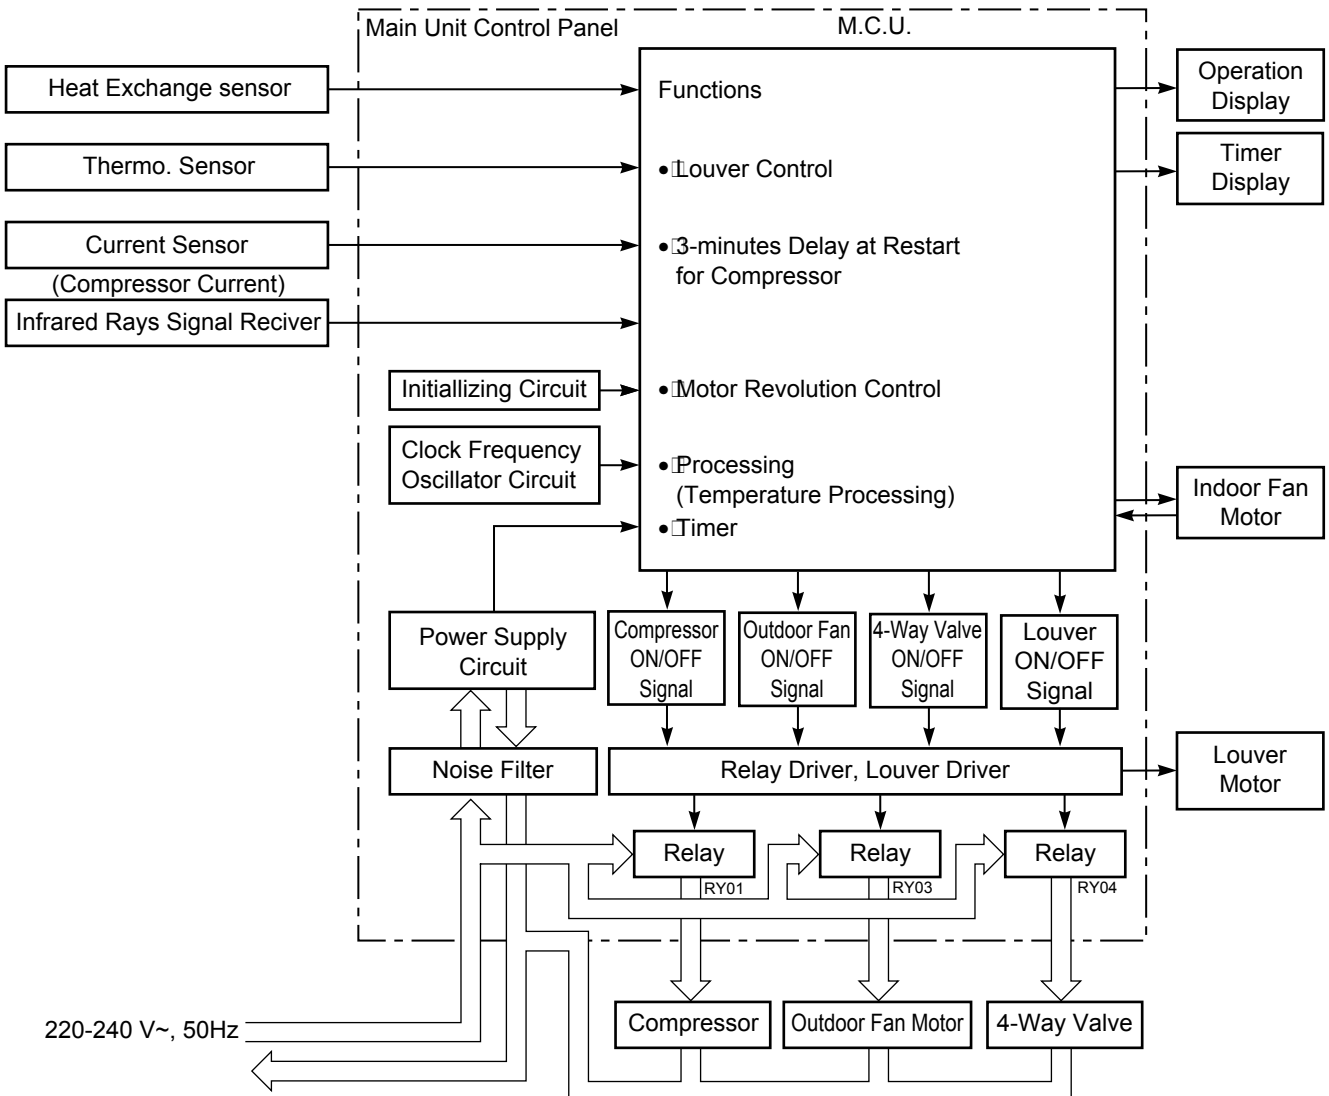 Main Unit Control Panel
M.C.U.
Heat Exchange sensor
Thermo. Sensor
Current Sensor
(Compressor Current)
Infrared Rays Signal Reciver
Functions
• Louver Control
• 3-minutes Delay at Restart
for Compressor
• Motor Revolution Control
• Processing
(Temperature Processing)
• Timer
Operation
Display
Timer
Display
Initiallizing Circuit
Clock Frequency
Oscillator Circuit
Indoor Fan
Motor
Power Supply
Circuit
Compressor
ON/OFF
Signal
Outdoor Fan
ON/OFF
Signal
4-Way Valve
ON/OFF
Signal
Louver
ON/OFF
Signal
Noise Filter
Relay Driver, Louver Driver
Louver
Motor
Relay
RY01
Relay
RY03
Relay
RY04
220-240 V~, 50Hz
Compressor
Outdoor Fan Motor
4-Way Valve